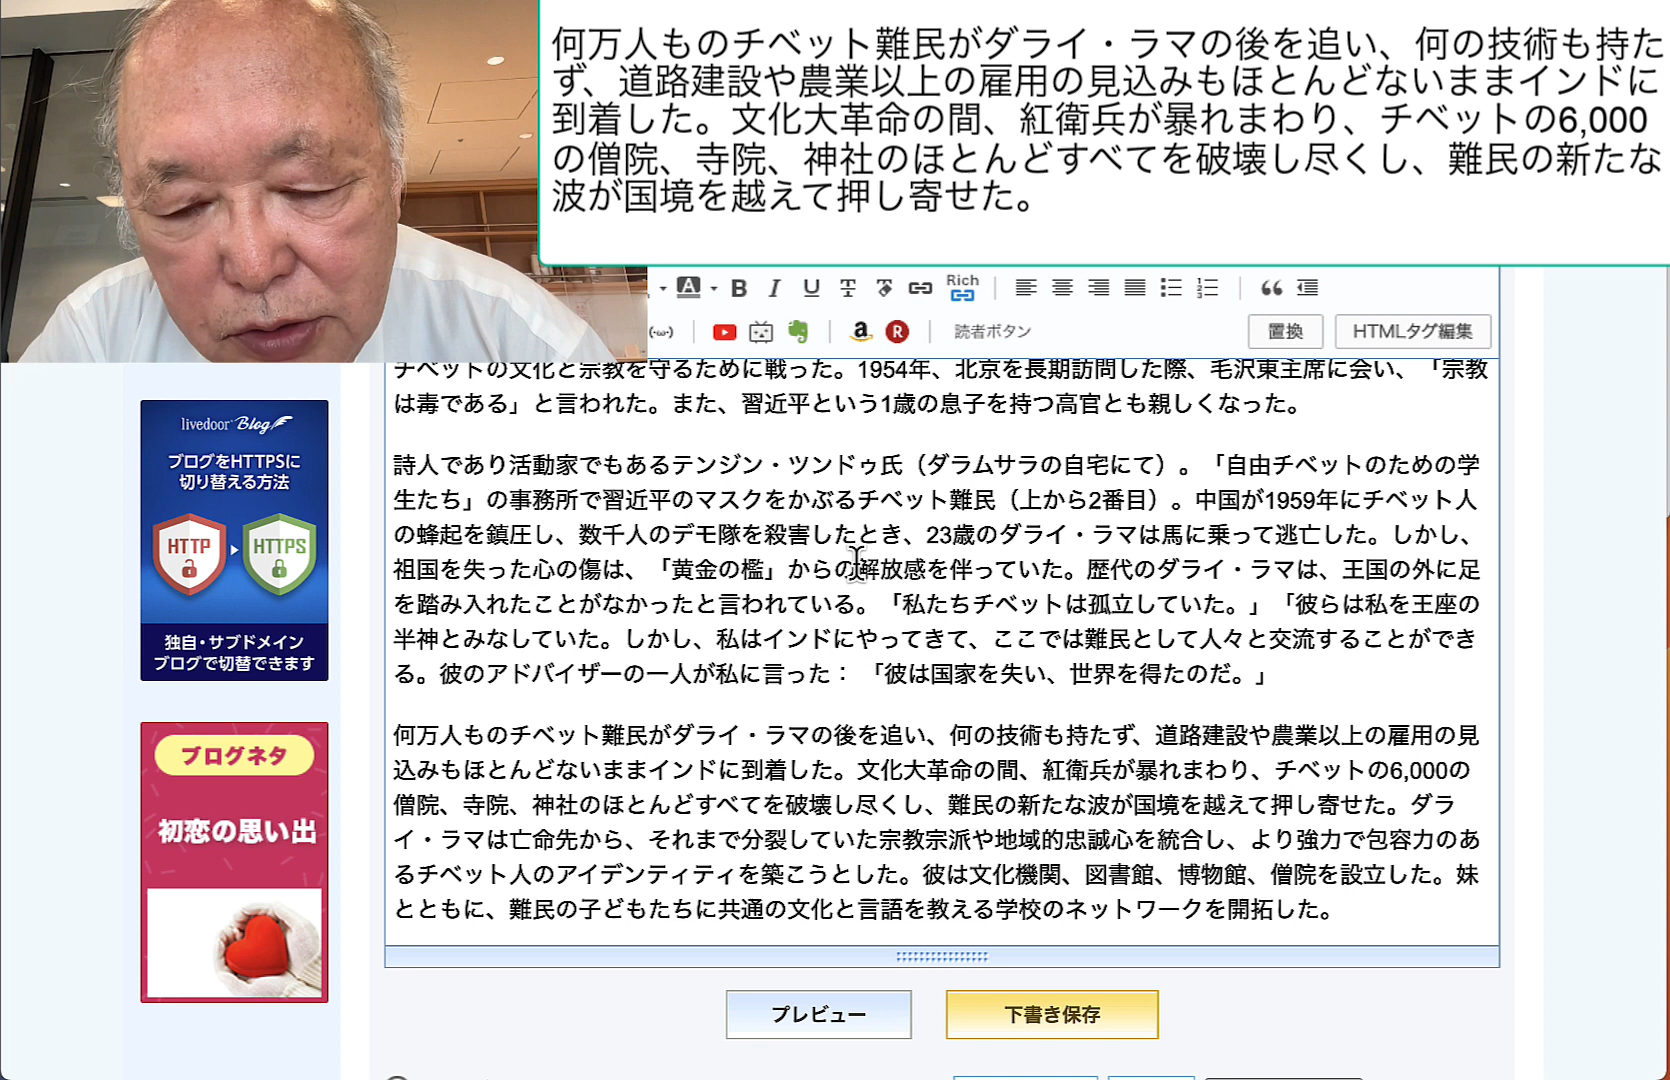 何万人ものチベット難民がダライ・ラマの後を追い、何の技術も持た
ず、道路建設や農業以上の雇用の見込みもほとんどないままインドに
到着した。文化大革命の間、紅衛兵が暴れまわり、チベットの6,000
の僧院、寺院、神社のほとんどすべてを破壊し尽くし、難民の新たな
波が国境を越えて押し寄せた。
A B I U T Rich
(･ω･) a R 読者ボタン 置換 HTMLタグ編集
チベットの文化と宗教を守るために戦った。1954年、北京を長期訪問した際、毛沢東主席に会い、「宗教
は毒である」と言われた。また、習近平という1歳の息子を持つ高官とも親しくなった。
詩人であり活動家でもあるテンジン・ツンドゥ氏（ダラムサラの自宅にて）。「自由チベットのための学
生たち」の事務所で習近平のマスクをかぶるチベット難民（上から2番目）。中国が1959年にチベット人
の蜂起を鎮圧し、数千人のデモ隊を殺害したとき、23歳のダライ・ラマは馬に乗って逃亡した。しかし、
祖国を失った心の傷は、「黄金の檻」からの解放感を伴っていた。歴代のダライ・ラマは、王国の外に足
を踏み入れたことがなかったと言われている。「私たちチベットは孤立していた。」「彼らは私を王座の
半神とみなしていた。しかし、私はインドにやってきて、ここでは難民として人々と交流することができ
る。彼のアドバイザーの一人が私に言った：「彼は国家を失い、世界を得たのだ。」
何万人ものチベット難民がダライ・ラマの後を追い、何の技術も持たず、道路建設や農業以上の雇用の見
込みもほとんどないままインドに到着した。文化大革命の間、紅衛兵が暴れまわり、チベットの6,000の
僧院、寺院、神社のほとんどすべてを破壊し尽くし、難民の新たな波が国境を越えて押し寄せた。ダラ
イ・ラマは亡命先から、それまで分裂していた宗教宗派や地域的忠誠心を統合し、より強力で包容力のあ
るチベット人のアイデンティティを築こうとした。彼は文化機関、図書館、博物館、僧院を設立した。妹
とともに、難民の子どもたちに共通の文化と言語を教える学校のネットワークを開拓した。
livedoor Blog
ブログをHTTPSに
切り替える方法
HTTP HTTPS
独自・サブドメイン
ブログで切替できます
ブログネタ
初恋の思い出
プレビュー 下書き保存